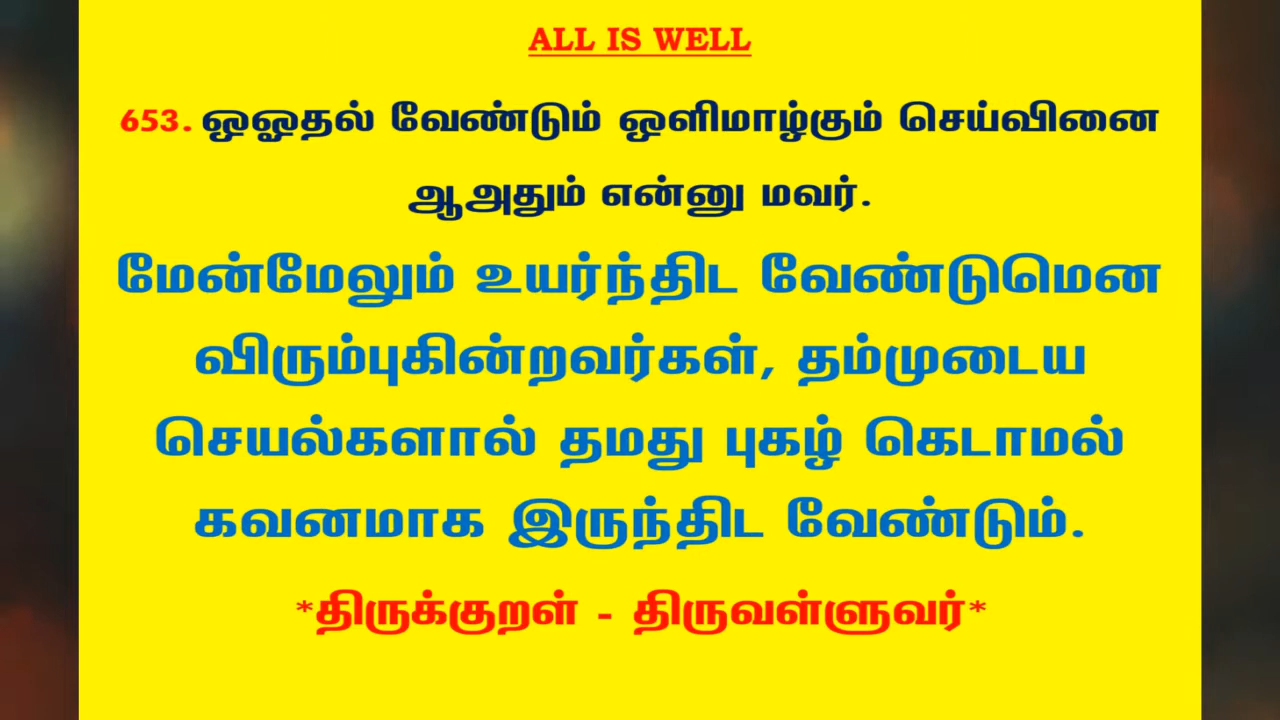 ALL IS WELL
653. ஓஓதல் வேண்டும் ஒளிமாழ்கும் செய்வினை
ஆஅதும் என்னு மவர்.
மேன்மேலும் உயர்ந்திட வேண்டுமென
விரும்புகின்றவர்கள், தம்முடைய
செயல்களால் தமது புகழ் கெடாமல்
கவனமாக இருந்திட வேண்டும்.
*திருக்குறள் - திருவள்ளுவர்*